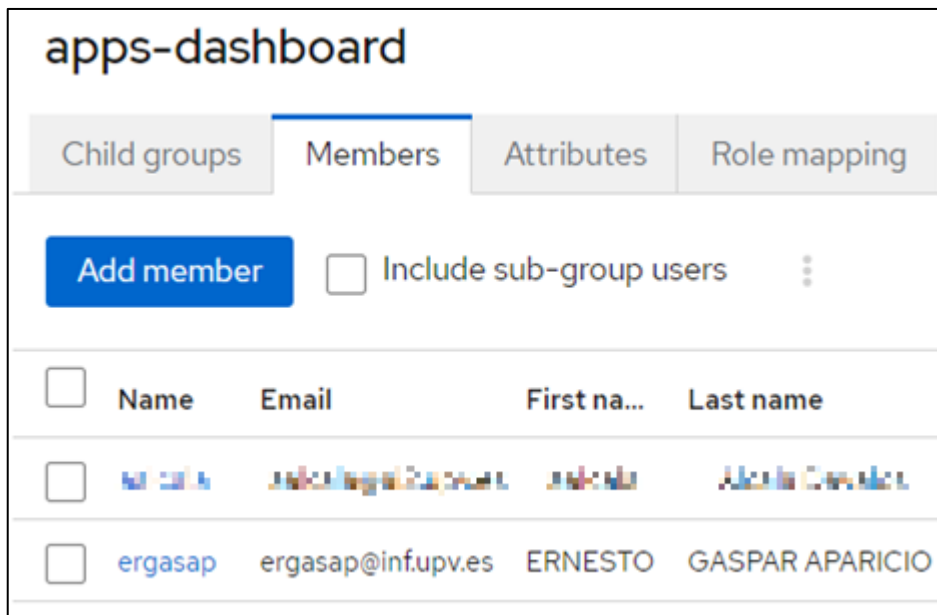 apps-dashboard
Child groups Members Attributes Role mapping
Add member Include sub-group users
Name Email First na... Last name
ergasap ergasap@inf.upv.es ERNESTO GASPAR APARICIO